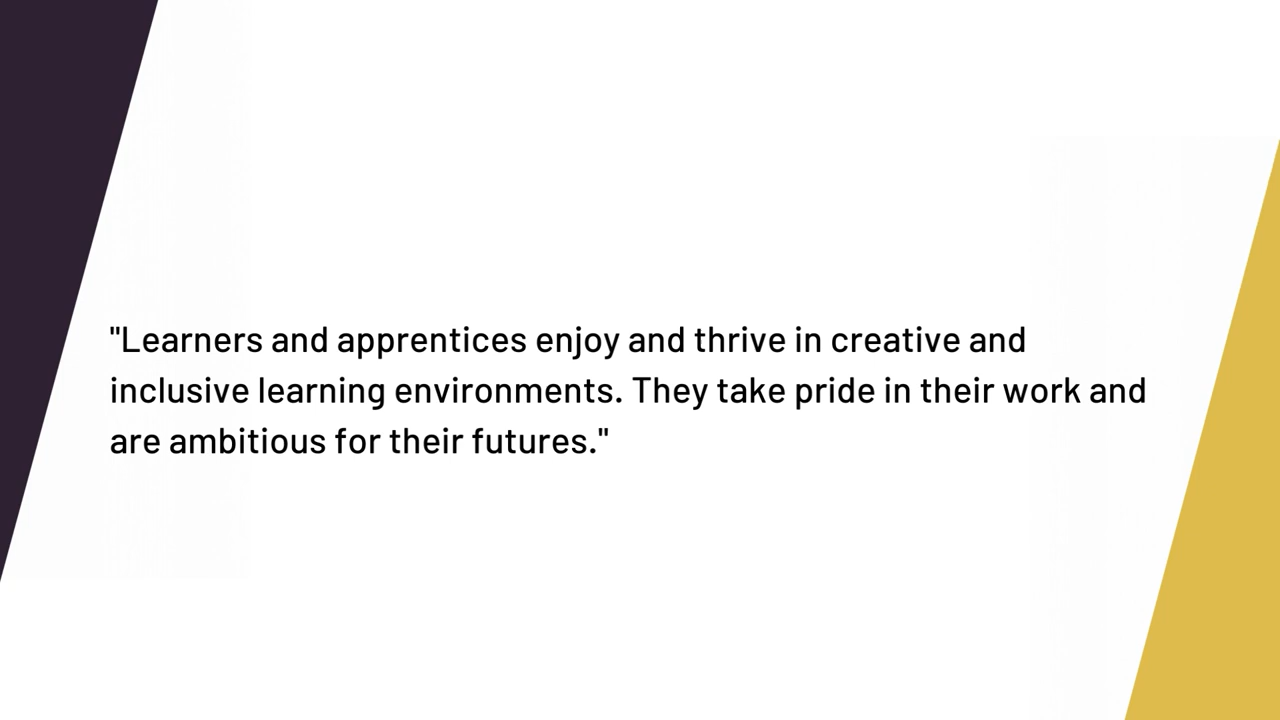 "Learners and apprentices enjoy and thrive in creative and
inclusive learning environments. They take pride in their work and
are ambitious for their futures."